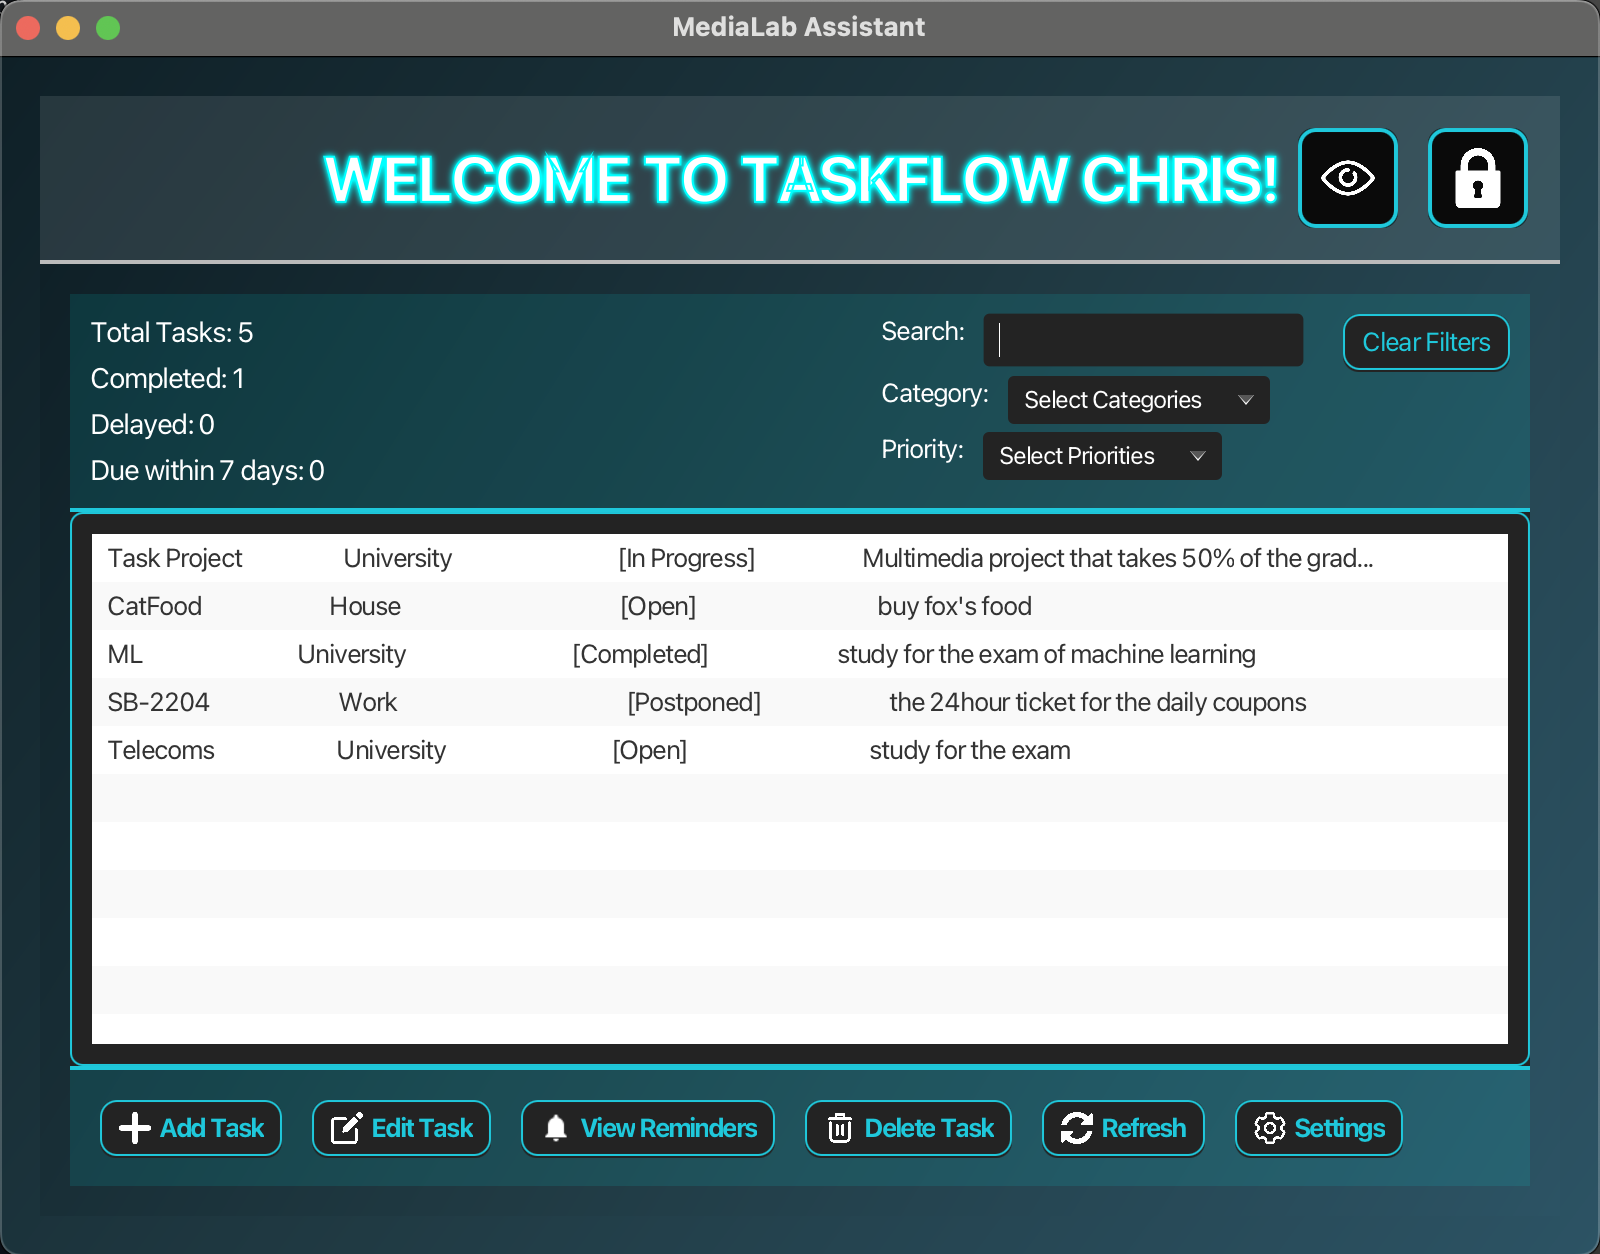 MediaLab Assistant
WELCOME TO TASKFLOW CHRIS!
Total Tasks: 5
Completed: 1
Delayed: 0
Due within 7 days: 0
Search:
Clear Filters
Category: Select Categories
Priority: Select Priorities
Task Project University [In Progress] Multimedia project that takes 50% of the grad...
CatFood House [Open] buy fox's food
ML University [Completed] study for the exam of machine learning
SB-2204 Work [Postponed] the 24hour ticket for the daily coupons
Telecoms University [Open] study for the exam
Add Task Edit Task View Reminders Delete Task Refresh Settings